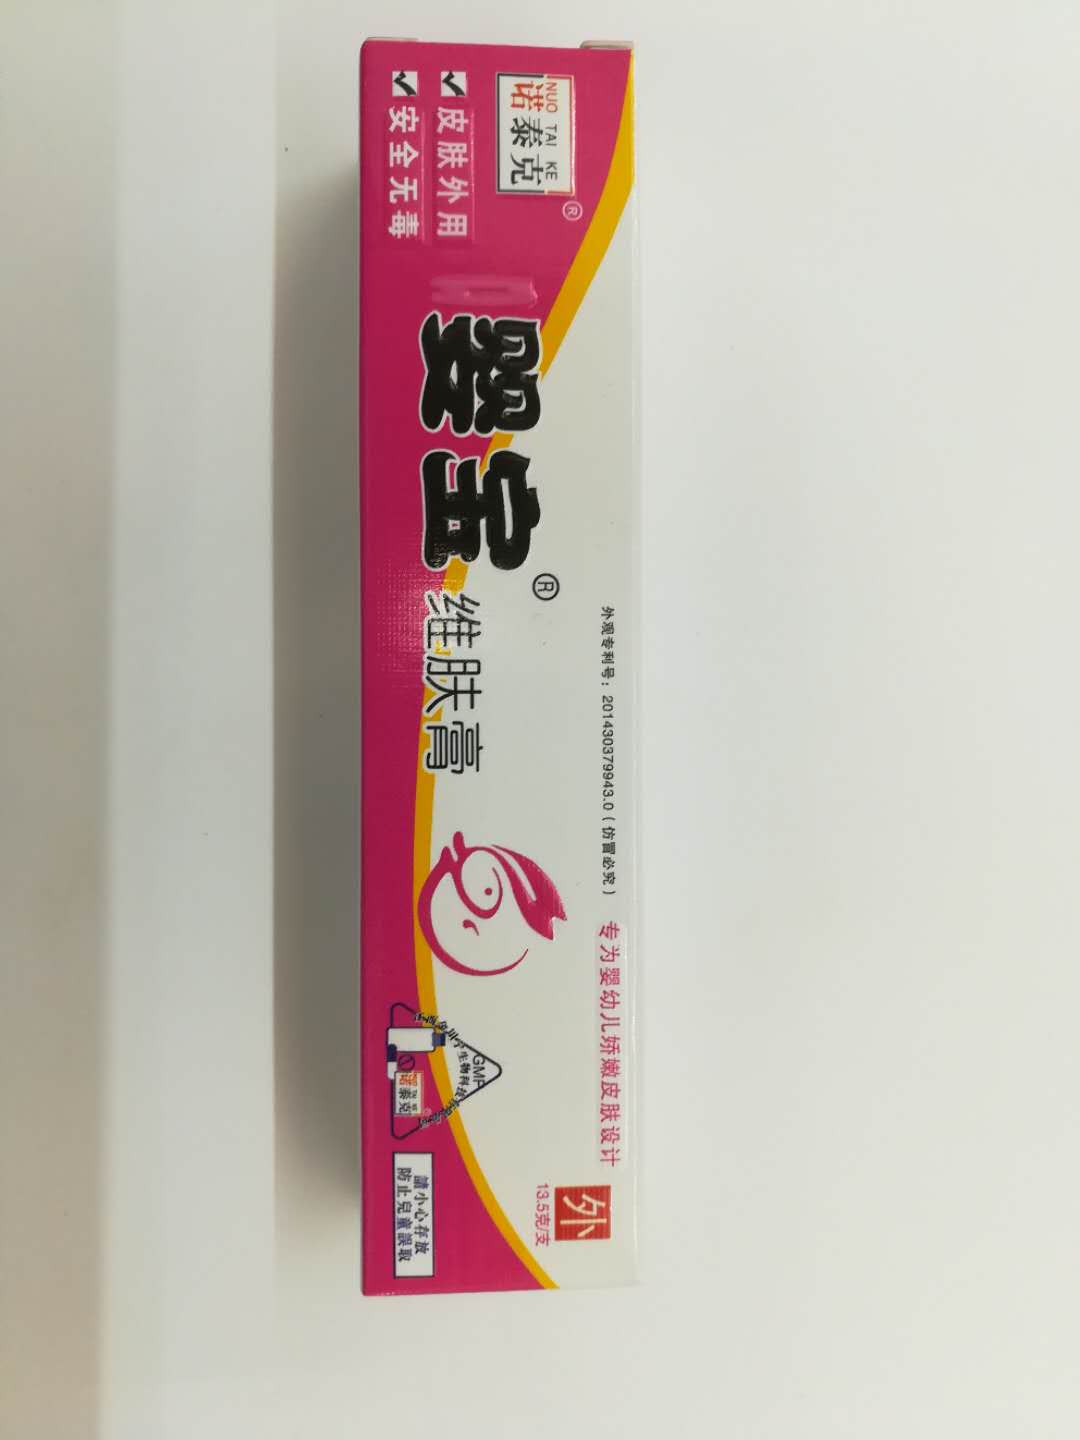 NUO TAI KE
诺泰克
®
皮肤外用
安全无毒
婴宝®
维肤膏
外观专利号：201430379943.0（仿冒必究）
专为婴幼儿娇嫩皮肤设计
GMP
诺泰克
外
13.5克/支
請小心存放
防止兒童誤取